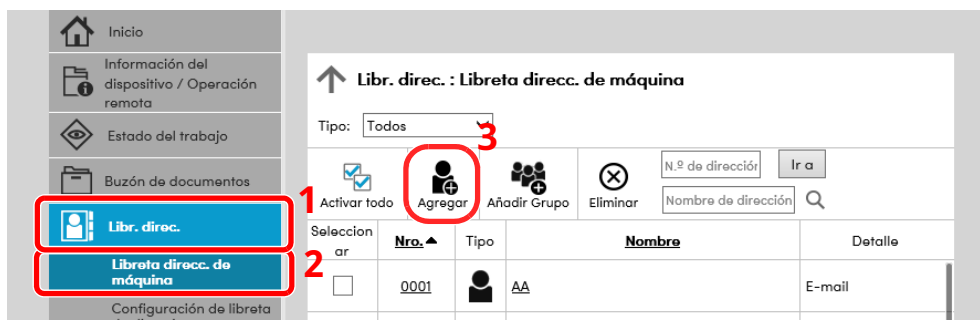 Inicio
Información del
dispositivo / Operación
remota
Estado del trabajo
Buzón de documentos
1
Libr. direc.
2
Libreta direcc. de
máquina
Configuración de libreta
Libr. direc. : Libreta direcc. de máquina
Tipo: Todos
3
Activar todo Agregar Añadir Grupo Eliminar
N.º de direcciór Ir a
Nombre de dirección
Seleccion
ar
Nro. Tipo Nombre Detalle
0001 AA E-mail